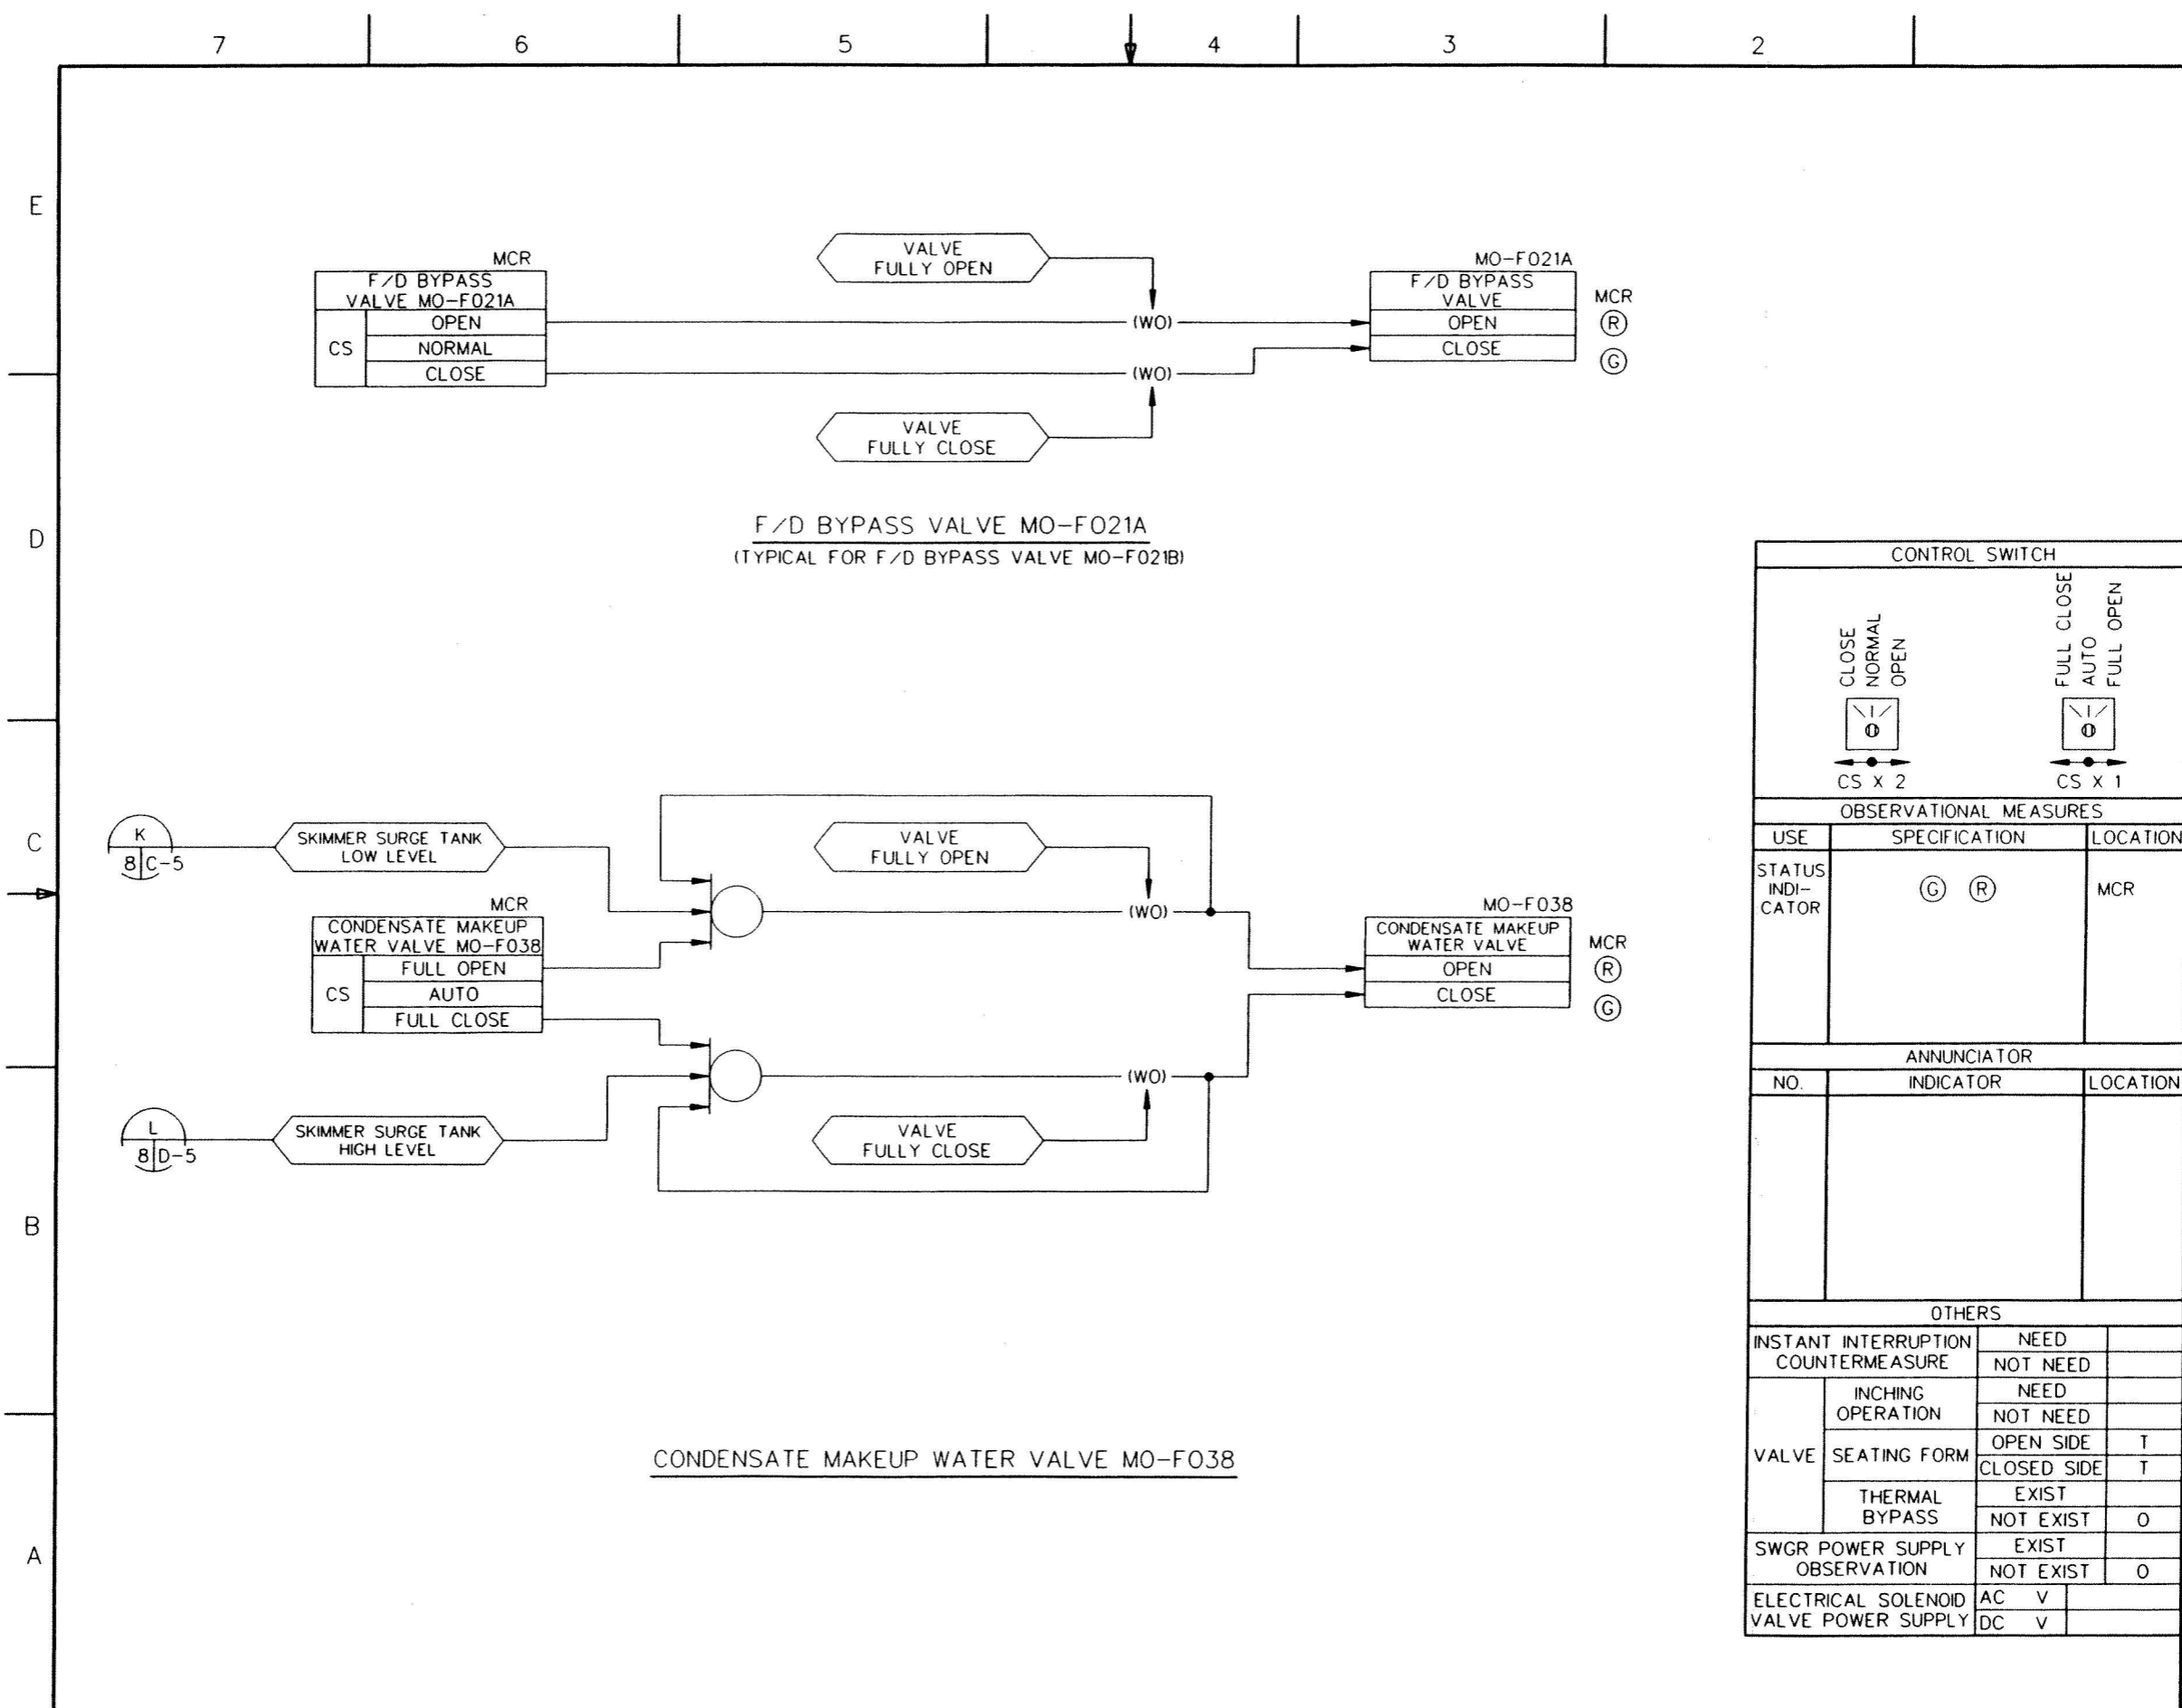 7 6 5 4 3 2
E
D
C
B
A
MCR
F/D BYPASS
VALVE MO-F021A
CS
OPEN
NORMAL
CLOSE
VALVE
FULLY OPEN
(WO)
(WO)
VALVE
FULLY CLOSE
MO-F021A
F/D BYPASS
VALVE
OPEN
CLOSE
MCR
R
G
F/D BYPASS VALVE MO-F021A
(TYPICAL FOR F/D BYPASS VALVE MO-F021B)
K
8 C-5
SKIMMER SURGE TANK
LOW LEVEL
MCR
CONDENSATE MAKEUP
WATER VALVE MO-F038
CS
FULL OPEN
AUTO
FULL CLOSE
L
8 D-5
SKIMMER SURGE TANK
HIGH LEVEL
VALVE
FULLY OPEN
(WO)
(WO)
VALVE
FULLY CLOSE
MO-F038
CONDENSATE MAKEUP
WATER VALVE
OPEN
CLOSE
MCR
R
G
CONDENSATE MAKEUP WATER VALVE MO-F038
CONTROL SWITCH
CLOSE
NORMAL
OPEN
CS X 2
FULL CLOSE
AUTO
FULL OPEN
CS X 1
OBSERVATIONAL MEASURES
USE SPECIFICATION LOCATION
STATUS
INDI-
CATOR
G R
MCR
ANNUNCIATOR
NO. INDICATOR LOCATION
OTHERS
INSTANT INTERRUPTION
COUNTERMEASURE
NEED
NOT NEED
VALVE
INCHING
OPERATION
NEED
NOT NEED
SEATING FORM
OPEN SIDE T
CLOSED SIDE T
THERMAL
BYPASS
EXIST
NOT EXIST O
SWGR POWER SUPPLY
OBSERVATION
EXIST
NOT EXIST O
ELECTRICAL SOLENOID
VALVE POWER SUPPLY
AC V
DC V